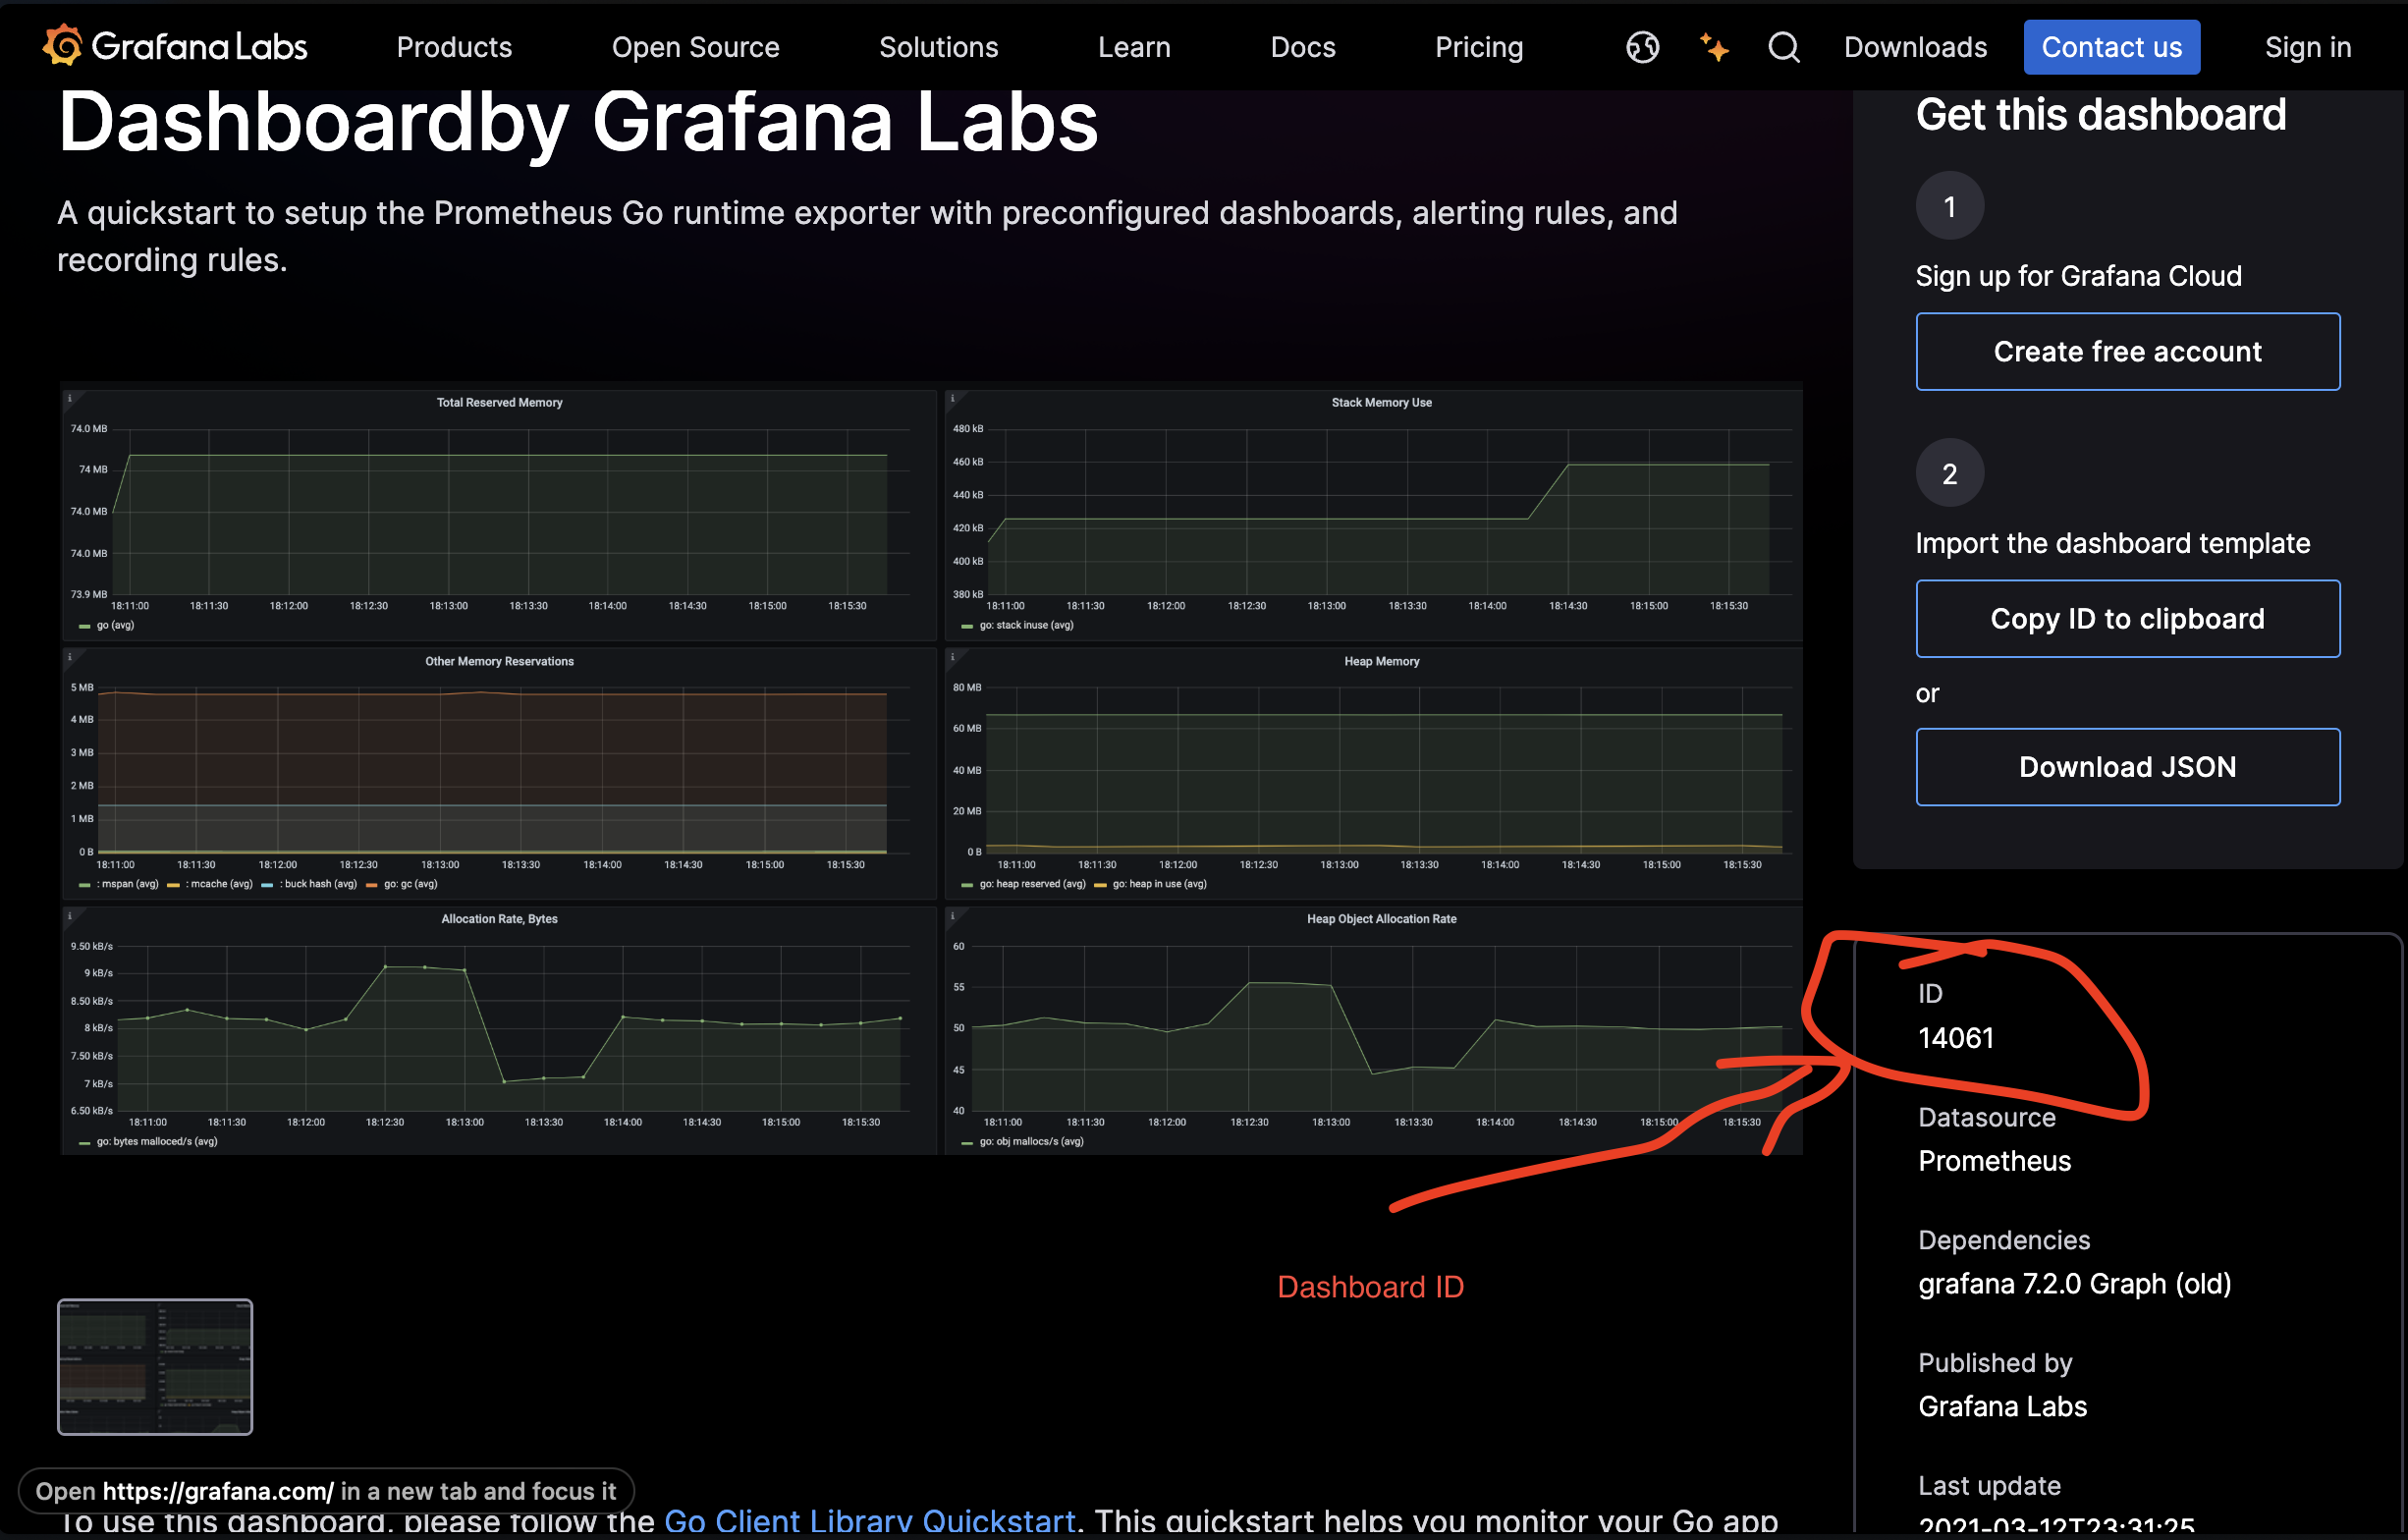 Grafana Labs
Products
Open Source
Solutions
Learn
Docs
Pricing
Downloads
Contact us
Sign in
Dashboardby Grafana Labs
A quickstart to setup the Prometheus Go runtime exporter with preconfigured dashboards, alerting rules, and
recording rules.
Total Reserved Memory
74.0 MB
74 MB
74.0 MB
74.0 MB
73.9 MB
18:11:00 18:11:30 18:12:00 18:12:30 18:13:00 18:13:30 18:14:00 18:14:30 18:15:00 18:15:30
go (avg)
Stack Memory Use
480 kB
460 kB
440 kB
420 kB
400 kB
380 kB
18:11:00 18:11:30 18:12:00 18:12:30 18:13:00 18:13:30 18:14:00 18:14:30 18:15:00 18:15:30
go: stack inuse (avg)
Other Memory Reservations
5 MB
4 MB
3 MB
2 MB
1 MB
0 B
18:11:00 18:11:30 18:12:00 18:12:30 18:13:00 18:13:30 18:14:00 18:14:30 18:15:00 18:15:30
: mspan (avg) : mcache (avg) : buck hash (avg) go: gc (avg)
Heap Memory
80 MB
60 MB
40 MB
20 MB
0 B
18:11:00 18:11:30 18:12:00 18:12:30 18:13:00 18:13:30 18:14:00 18:14:30 18:15:00 18:15:30
go: heap reserved (avg) go: heap in use (avg)
Allocation Rate, Bytes
9.50 kB/s
9 kB/s
8.50 kB/s
8 kB/s
7.50 kB/s
7 kB/s
6.50 kB/s
18:11:00 18:11:30 18:12:00 18:12:30 18:13:00 18:13:30 18:14:00 18:14:30 18:15:00 18:15:30
go: bytes malloced/s (avg)
Heap Object Allocation Rate
60
55
50
45
40
18:11:00 18:11:30 18:12:00 18:12:30 18:13:00 18:13:30 18:14:00 18:14:30 18:15:00 18:15:30
go: obj mallocs/s (avg)
Dashboard ID
Open https://grafana.com/ in a new tab and focus it
To use this dashboard, please follow the Go Client Library Quickstart. This quickstart helps you monitor your Go app
Get this dashboard
1
Sign up for Grafana Cloud
Create free account
2
Import the dashboard template
Copy ID to clipboard
or
Download JSON
ID
14061
Datasource
Prometheus
Dependencies
grafana 7.2.0 Graph (old)
Published by
Grafana Labs
Last update
2021-03-12T23:31:25